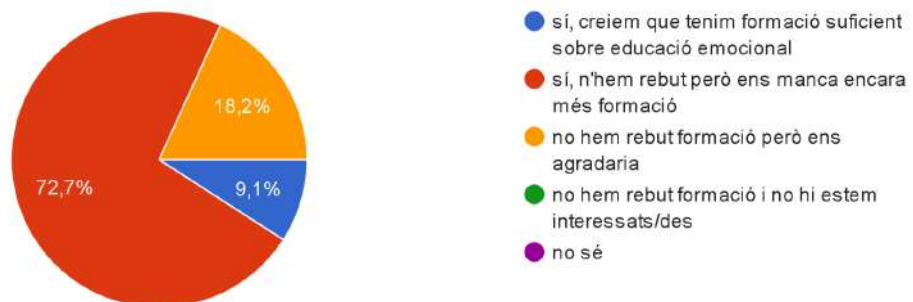 18,2%
72,7%
9,1%
sí, creiem que tenim formació suficient
sobre educació emocional
sí, n'hem rebut però ens manca encara
més formació
no hem rebut formació però ens
agradaria
no hem rebut formació i no hi estem
interessats/des
no sé